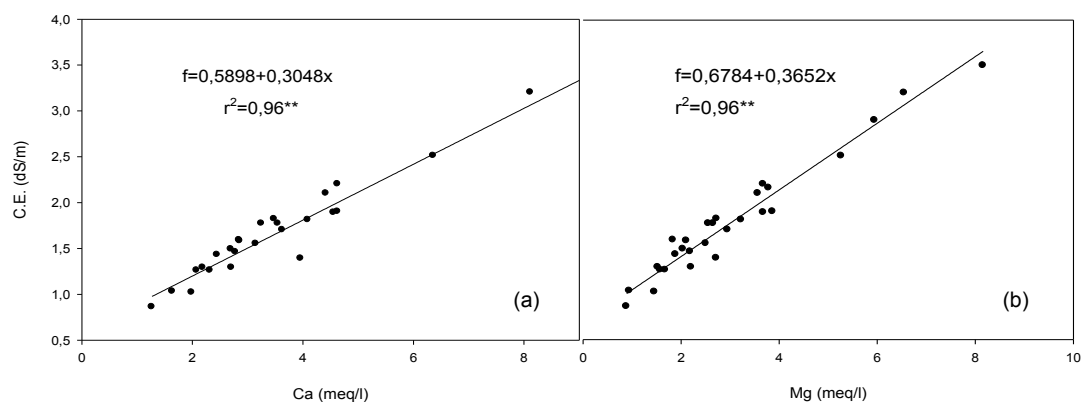 4,0
3,5
3,0
2,5
2,0
1,5
1,0
0,5
C.E. (dS/m)
f=0,5898+0,3048x
r²=0,96**
(a)
0 2 4 6 8
Ca (meq/l)
f=0,6784+0,3652x
r²=0,96**
(b)
0 2 4 6 8 10
Mg (meq/l)